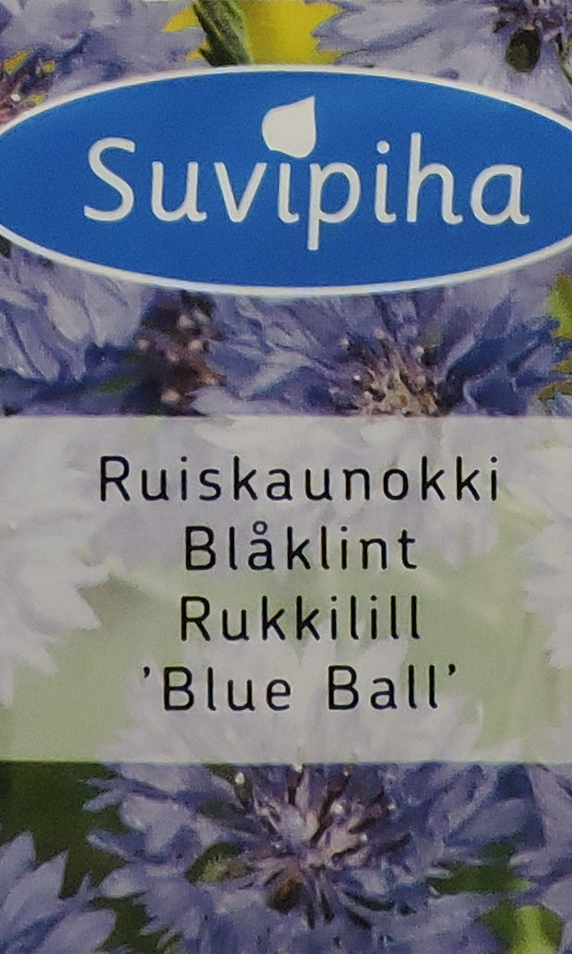 Suvipiha
Ruiskaunokki
Blåklint
Rukkilill
’Blue Ball’